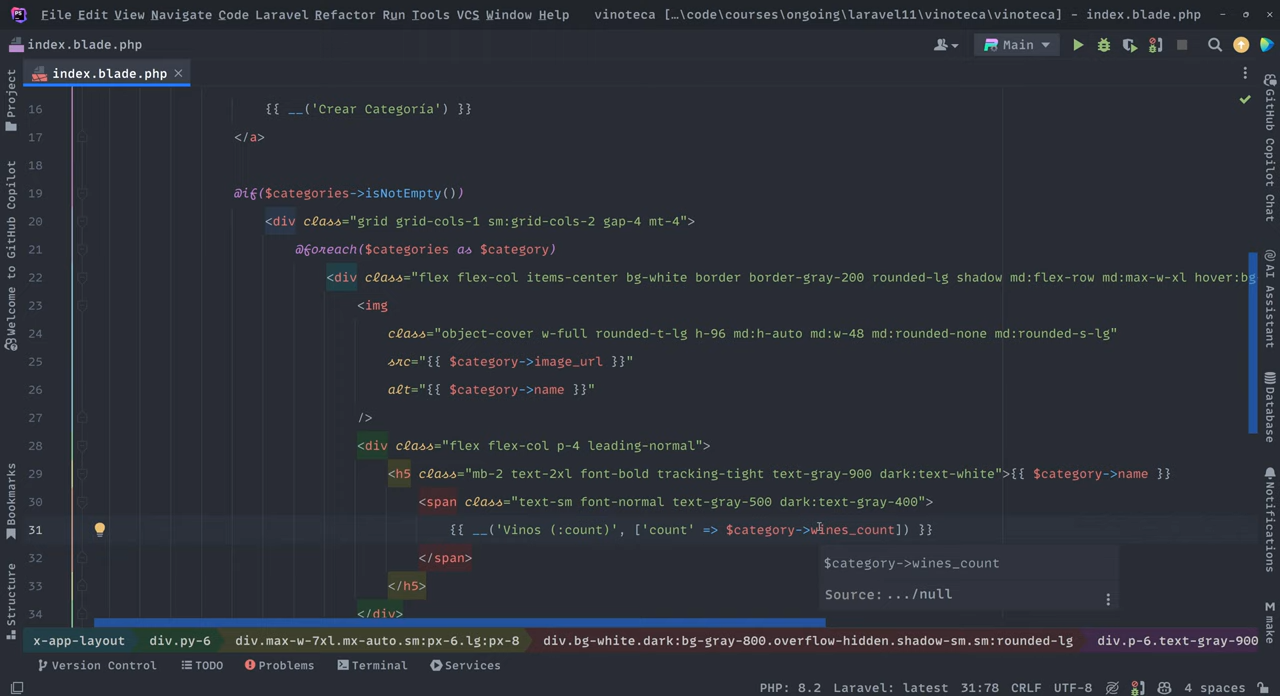 File Edit View Navigate Code Laravel Refactor Run Tools VCS Window Help vinoteca […\code\courses\ongoing\laravel11\vinoteca\vinoteca] - index.blade.php
index.blade.php
Main
index.blade.php
Project
Welcome to GitHub Copilot
Bookmarks
Structure
16 {{ __('Crear Categoría') }}
17 </a>
18
19 @if($categories->isNotEmpty())
20 <div class="grid grid-cols-1 sm:grid-cols-2 gap-4 mt-4">
21 @foreach($categories as $category)
22 <div class="flex flex-col items-center bg-white border border-gray-200 rounded-lg shadow md:flex-row md:max-w-xl hover:bg
23 <img
24 class="object-cover w-full rounded-t-lg h-96 md:h-auto md:w-48 md:rounded-none md:rounded-s-lg"
25 src="{{ $category->image_url }}"
26 alt="{{ $category->name }}"
27 />
28 <div class="flex flex-col p-4 leading-normal">
29 <h5 class="mb-2 text-2xl font-bold tracking-tight text-gray-900 dark:text-white">{{ $category->name }}
30 <span class="text-sm font-normal text-gray-500 dark:text-gray-400">
31 {{ __('Vinos (:count)', ['count' => $category->wines_count]) }}
32 </span>
33 </h5>
34 </div>
$category->wines_count
Source: .../null
GitHub Copilot Chat
AI Assistant
Database
Notifications
make
x-app-layout div.py-6 div.max-w-7xl.mx-auto.sm:px-6.lg:px-8 div.bg-white.dark:bg-gray-800.overflow-hidden.shadow-sm.sm:rounded-lg div.p-6.text-gray-900
Version Control TODO Problems Terminal Services
PHP: 8.2 Laravel: latest 31:78 CRLF UTF-8 4 spaces